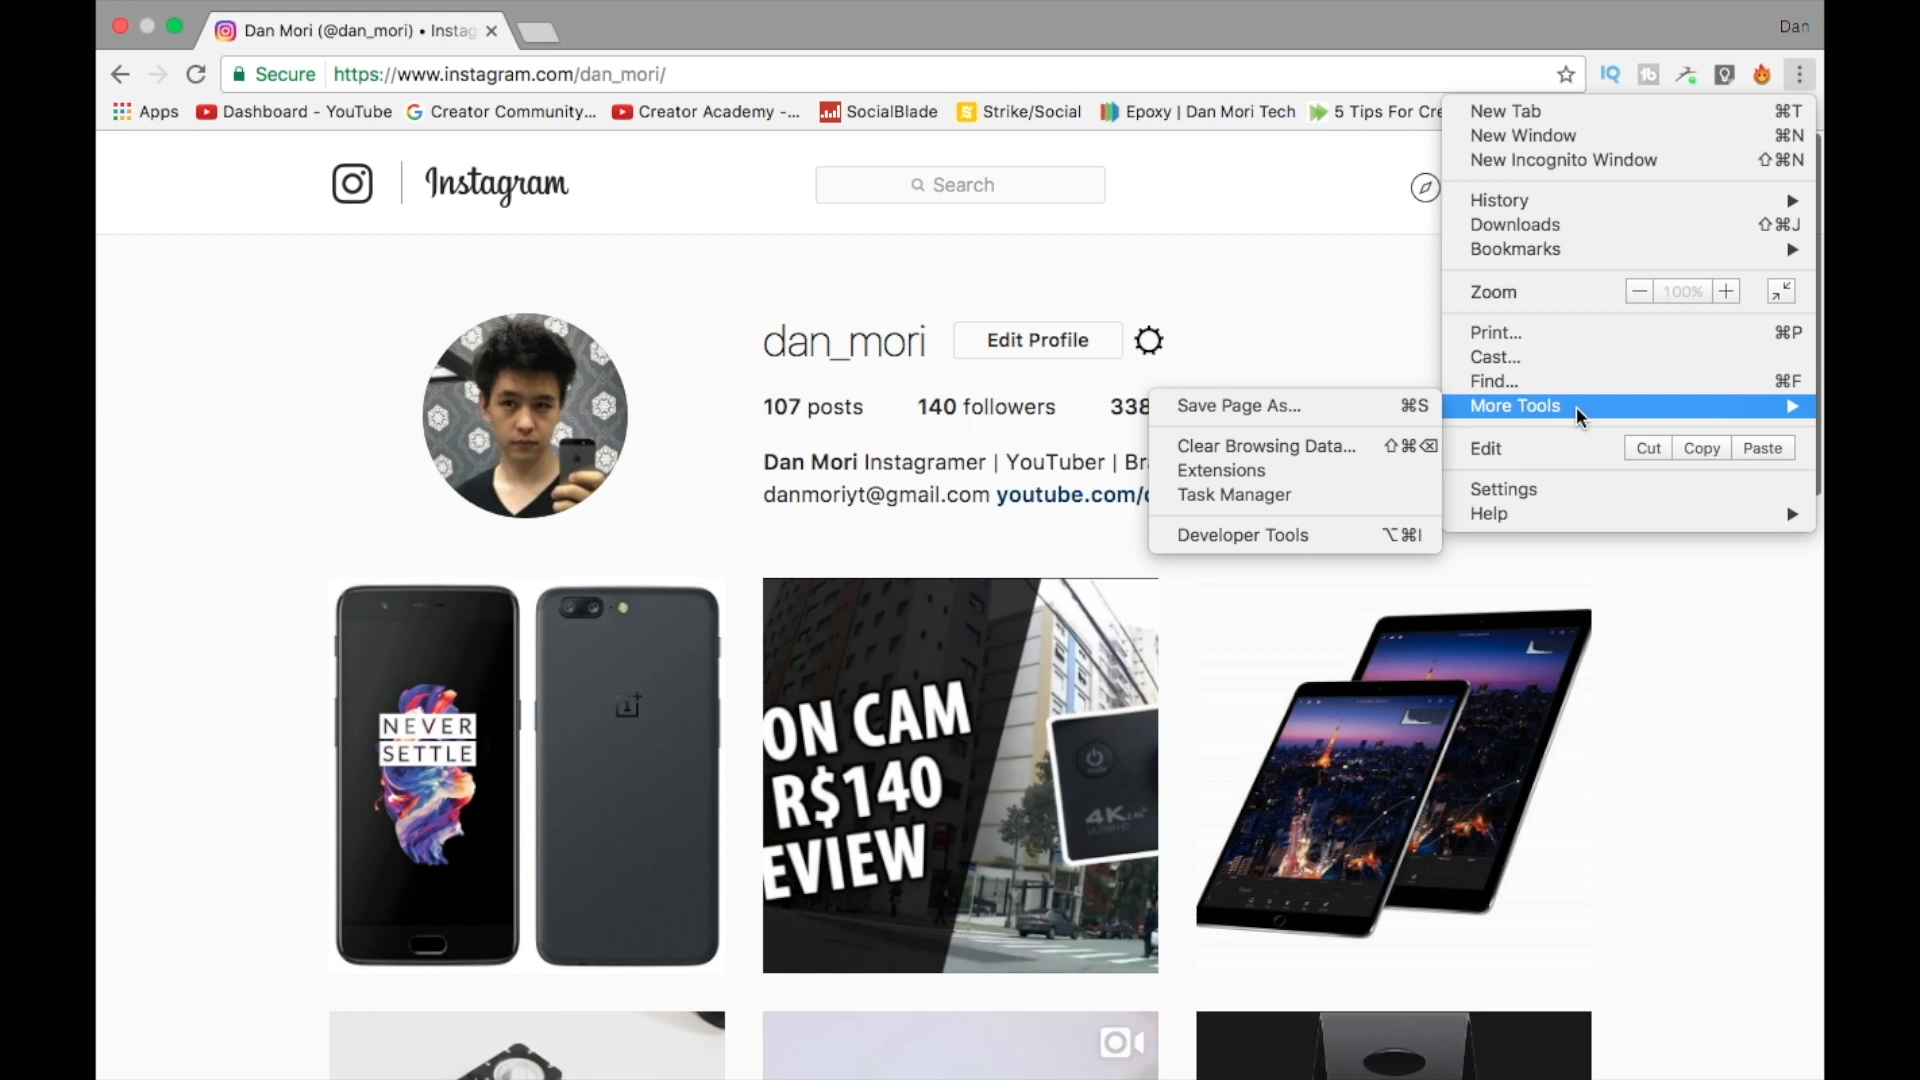 Dan Mori (@dan_mori) • Instag
Dan
Secure https://www.instagram.com/dan_mori/
Apps Dashboard - YouTube Creator Community... Creator Academy -... SocialBlade Strike/Social Epoxy | Dan Mori Tech 5 Tips For Cre
New Tab ⌘T
New Window ⌘N
New Incognito Window ⇧⌘N
History
Downloads ⇧⌘J
Bookmarks
Zoom − 100% +
Print... ⌘P
Cast...
Find... ⌘F
More Tools
Edit Cut Copy Paste
Settings
Help
Save Page As... ⌘S
Clear Browsing Data... ⇧⌘⌫
Extensions
Task Manager
Developer Tools ⌥⌘I
Instagram
Search
dan_mori Edit Profile
107 posts 140 followers 338
Dan Mori Instagramer | YouTuber | Br
danmoriyt@gmail.com youtube.com/
NEVER
SETTLE
ON CAM
R$140
EVIEW
4K